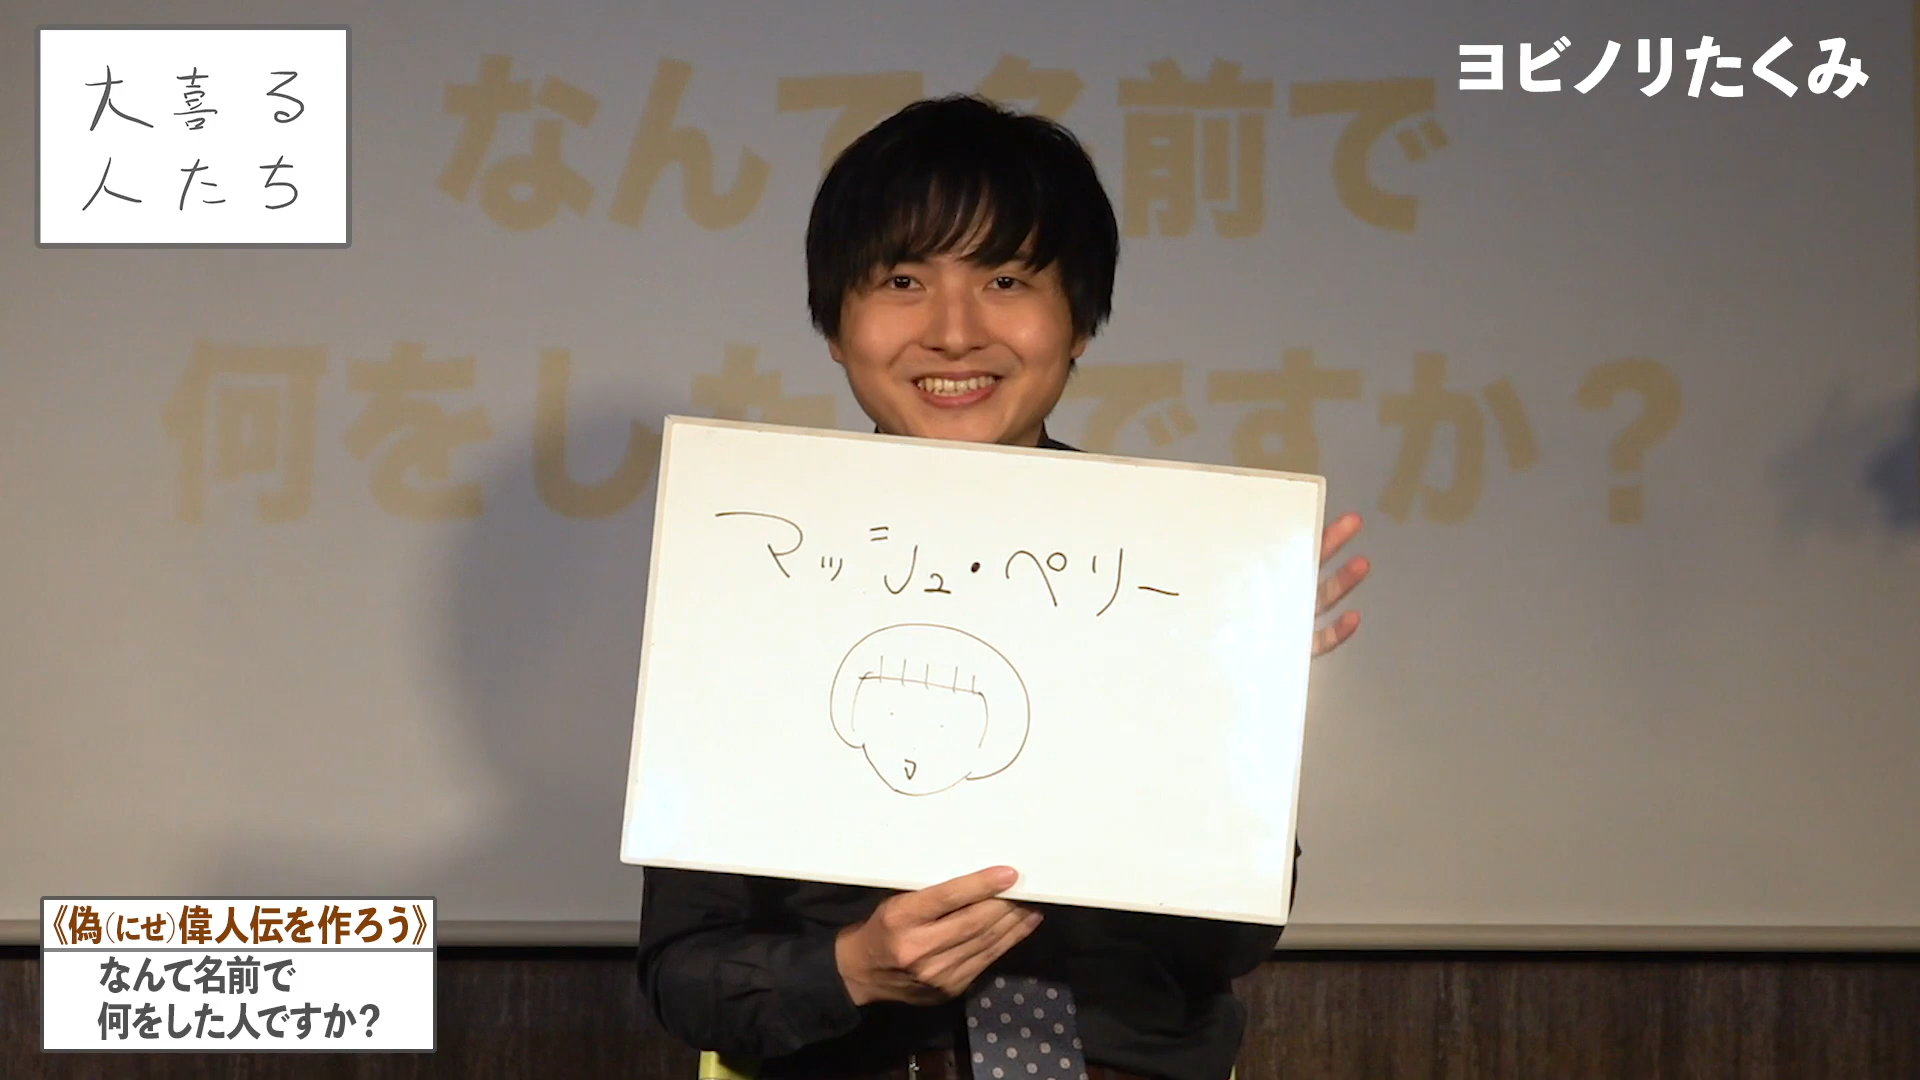 大喜る
人たち
ヨビノリたくみ
なんて名前で
何をした人ですか？
マッシュ・ペリー
《偽（にせ）偉人伝を作ろう》
なんて名前で
何をした人ですか？